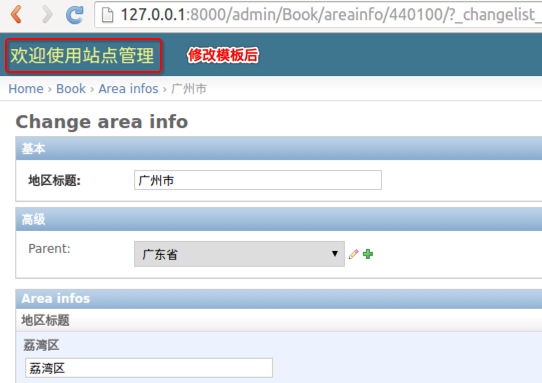 127.0.0.1:8000/admin/Book/areainfo/440100/?_changelist_
欢迎使用站点管理 修改模板后
Home › Book › Area infos › 广州市
Change area info
基本
地区标题: 广州市
高级
Parent: 广东省
Area infos
地区标题
荔湾区
荔湾区